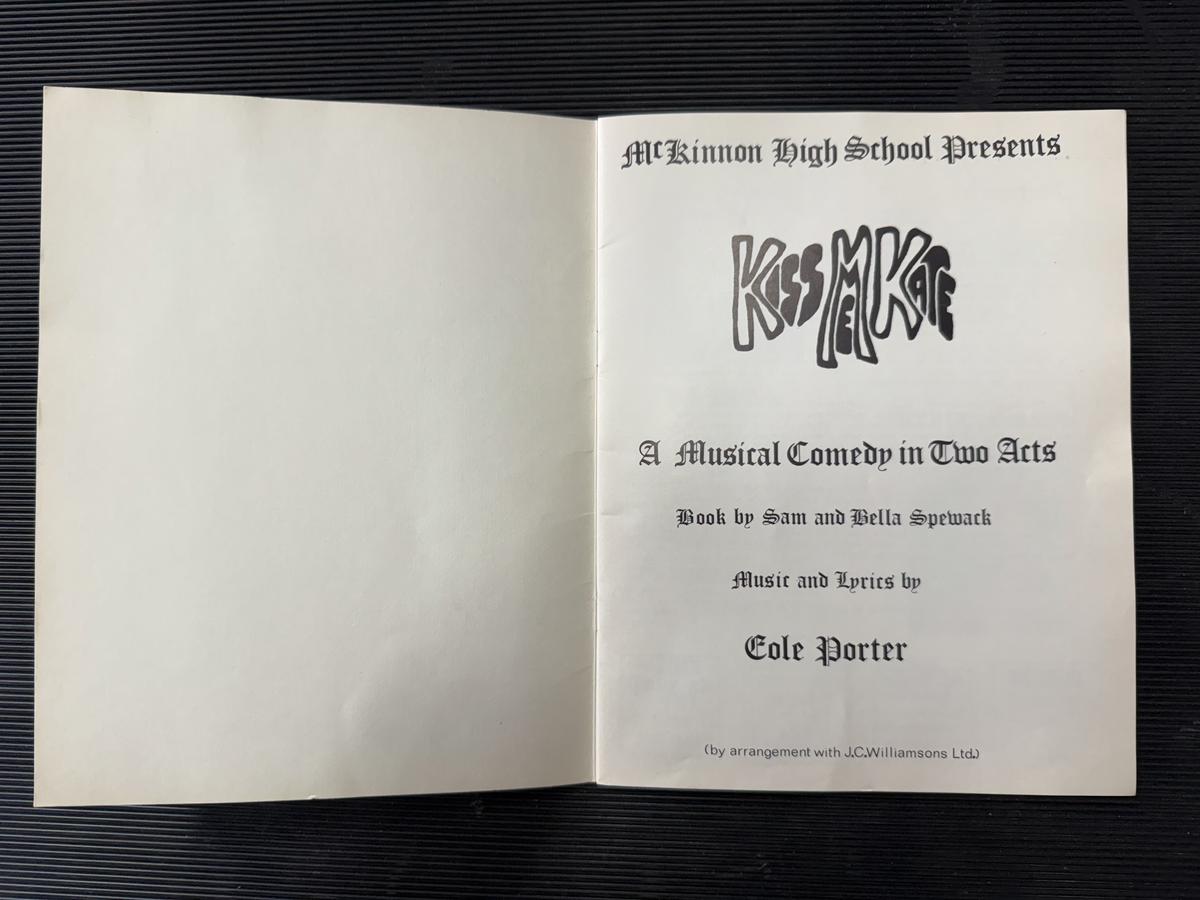 McKinnon High School Presents
KISS ME KATE
A Musical Comedy in Two Acts
Book by Sam and Bella Spewack
Music and Lyrics by
Cole Porter
(by arrangement with J.C.Williamsons Ltd.)